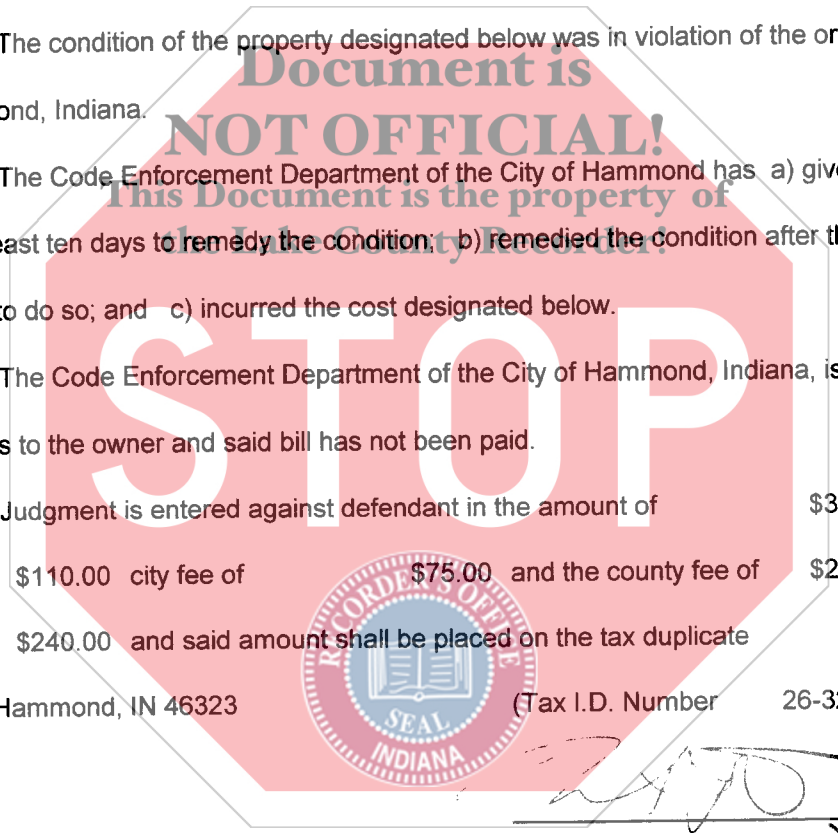 The condition of the property designated below was in violation of the or
Document is
ond, Indiana.
NOT OFFICIAL!
The Code Enforcement Department of the City of Hammond has a) give
This Document is the property of
east ten days to remedy the condition; b) remedied the condition after th
the Lake County Recorder!
to do so; and c) incurred the cost designated below.
STOP
The Code Enforcement Department of the City of Hammond, Indiana, is
s to the owner and said bill has not been paid.
Judgment is entered against defendant in the amount of $3
$110.00 city fee of $75.00 and the county fee of $2
$240.00 and said amount shall be placed on the tax duplicate
Hammond, IN 46323 (Tax I.D. Number 26-32
RECORDER'S OFFICE
SEAL
INDIANA